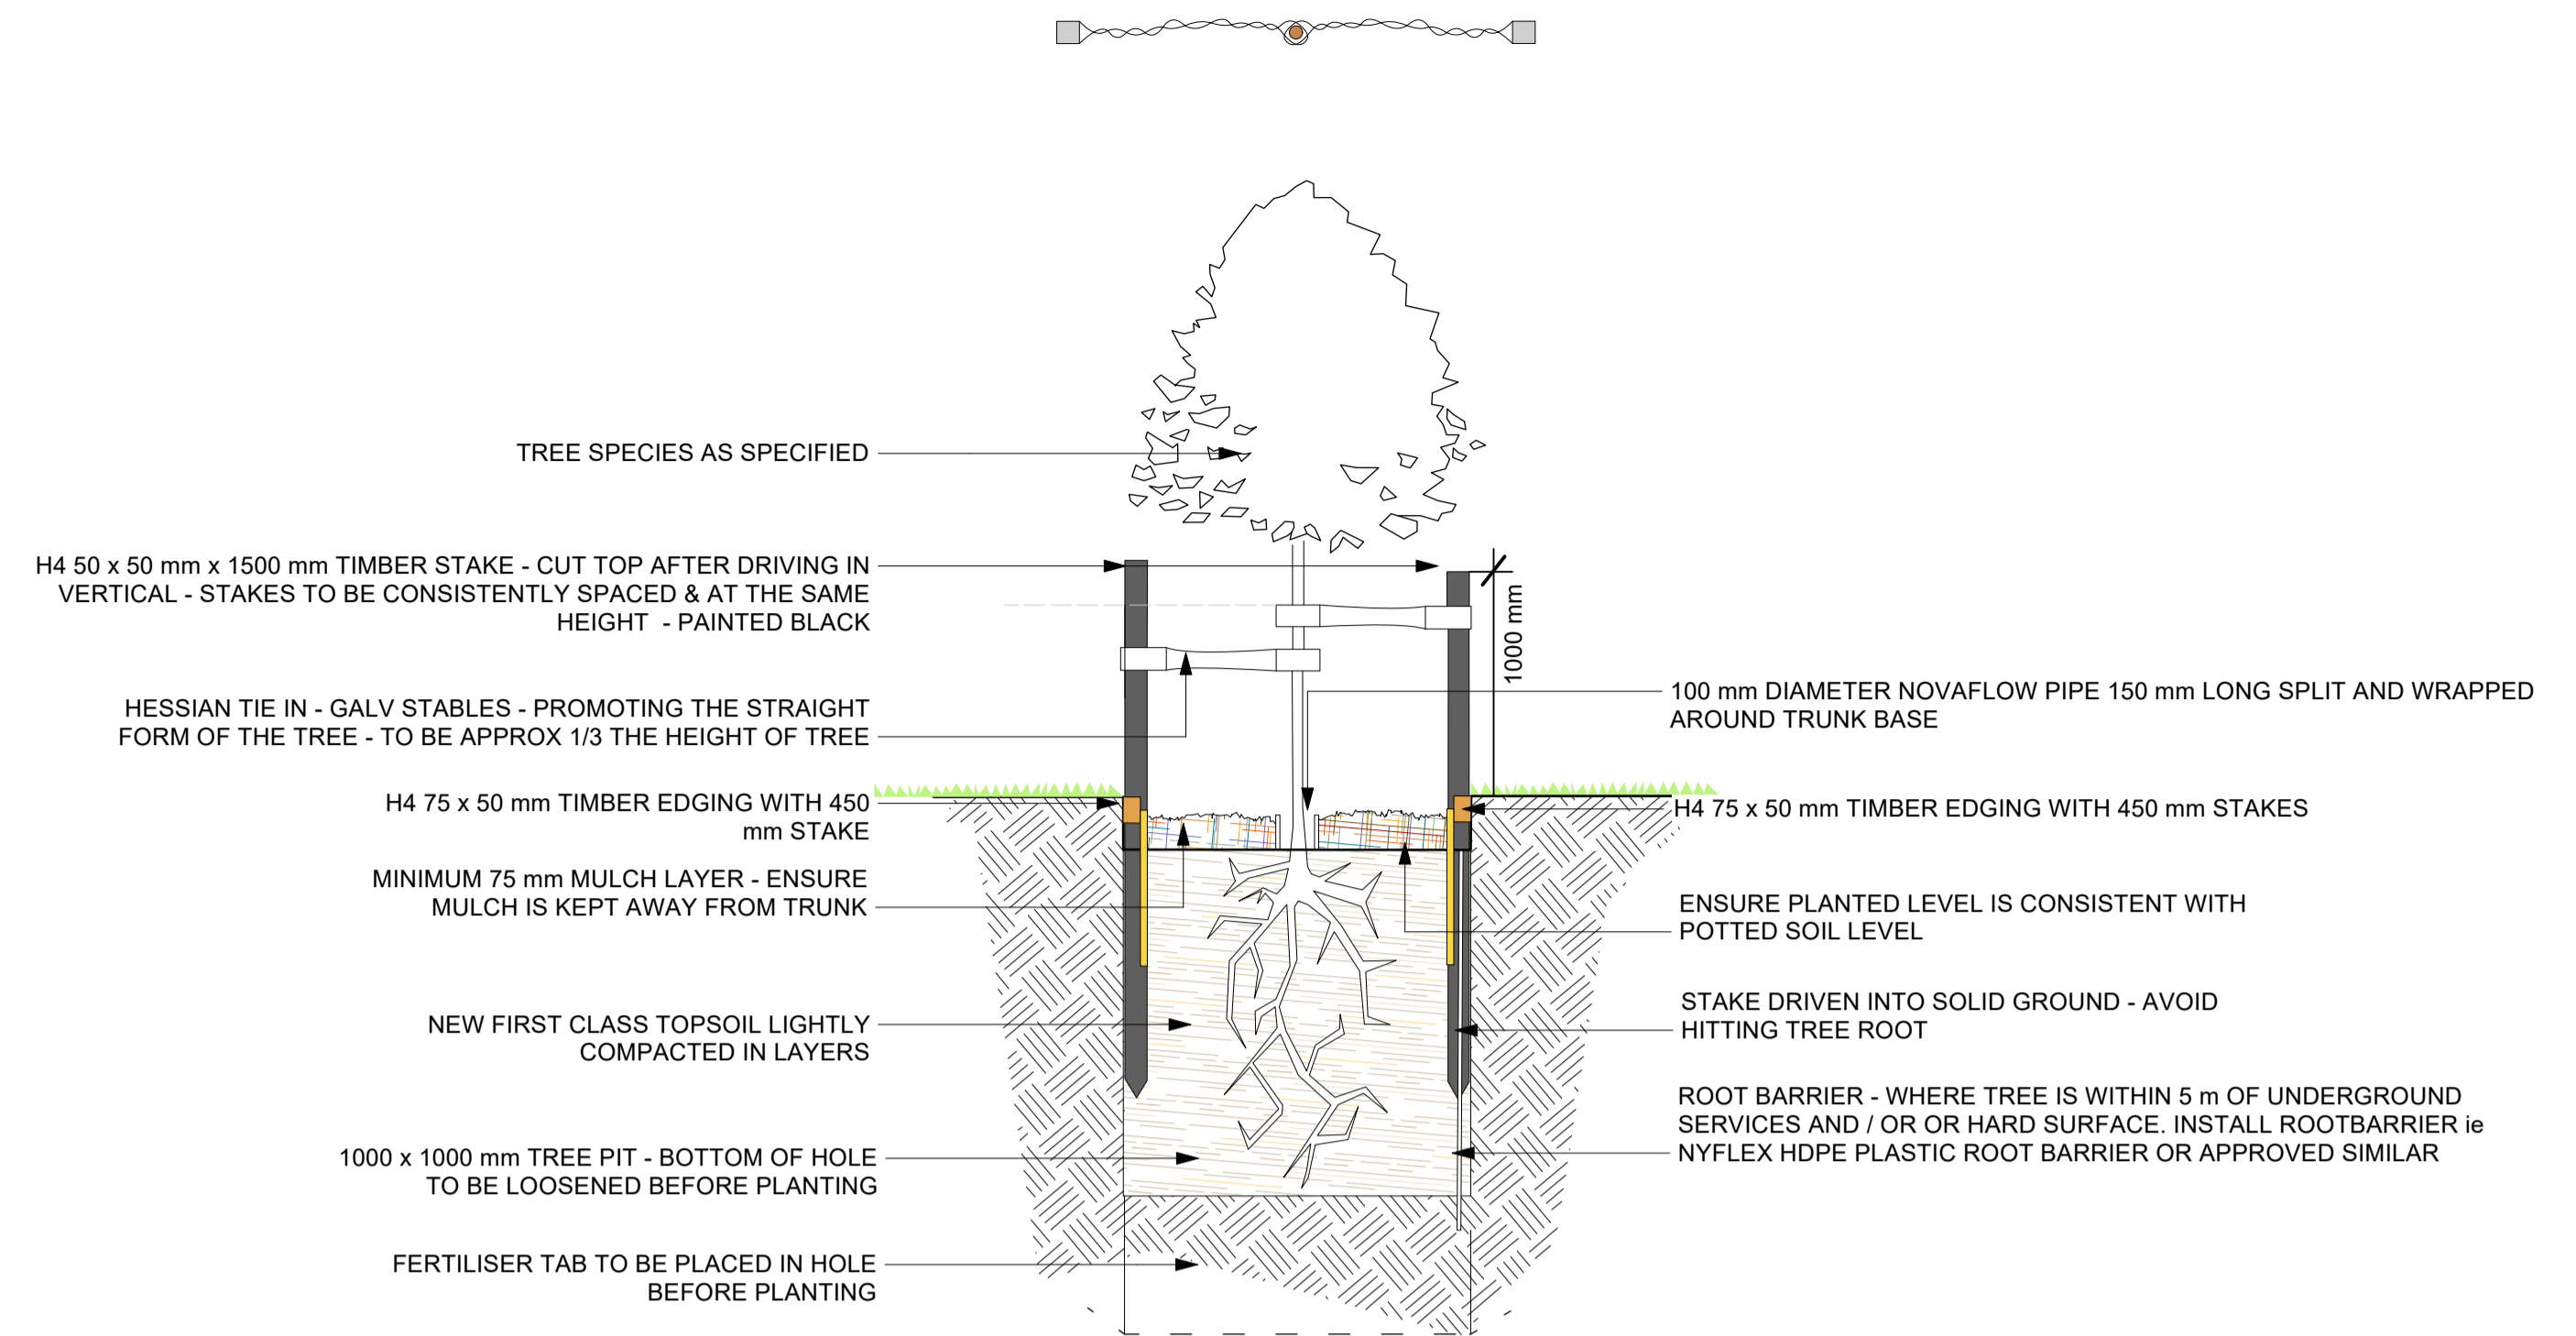 TREE SPECIES AS SPECIFIED
H4 50 x 50 mm x 1500 mm TIMBER STAKE - CUT TOP AFTER DRIVING IN
VERTICAL - STAKES TO BE CONSISTENTLY SPACED & AT THE SAME
HEIGHT - PAINTED BLACK
HESSIAN TIE IN - GALV STABLES - PROMOTING THE STRAIGHT
FORM OF THE TREE - TO BE APPROX 1/3 THE HEIGHT OF TREE
H4 75 x 50 mm TIMBER EDGING WITH 450
mm STAKE
MINIMUM 75 mm MULCH LAYER - ENSURE
MULCH IS KEPT AWAY FROM TRUNK
NEW FIRST CLASS TOPSOIL LIGHTLY
COMPACTED IN LAYERS
1000 x 1000 mm TREE PIT - BOTTOM OF HOLE
TO BE LOOSENED BEFORE PLANTING
FERTILISER TAB TO BE PLACED IN HOLE
BEFORE PLANTING
1000 mm
100 mm DIAMETER NOVAFLOW PIPE 150 mm LONG SPLIT AND WRAPPED
AROUND TRUNK BASE
H4 75 x 50 mm TIMBER EDGING WITH 450 mm STAKES
ENSURE PLANTED LEVEL IS CONSISTENT WITH
POTTED SOIL LEVEL
STAKE DRIVEN INTO SOLID GROUND - AVOID
HITTING TREE ROOT
ROOT BARRIER - WHERE TREE IS WITHIN 5 m OF UNDERGROUND
SERVICES AND / OR OR HARD SURFACE. INSTALL ROOTBARRIER ie
NYFLEX HDPE PLASTIC ROOT BARRIER OR APPROVED SIMILAR